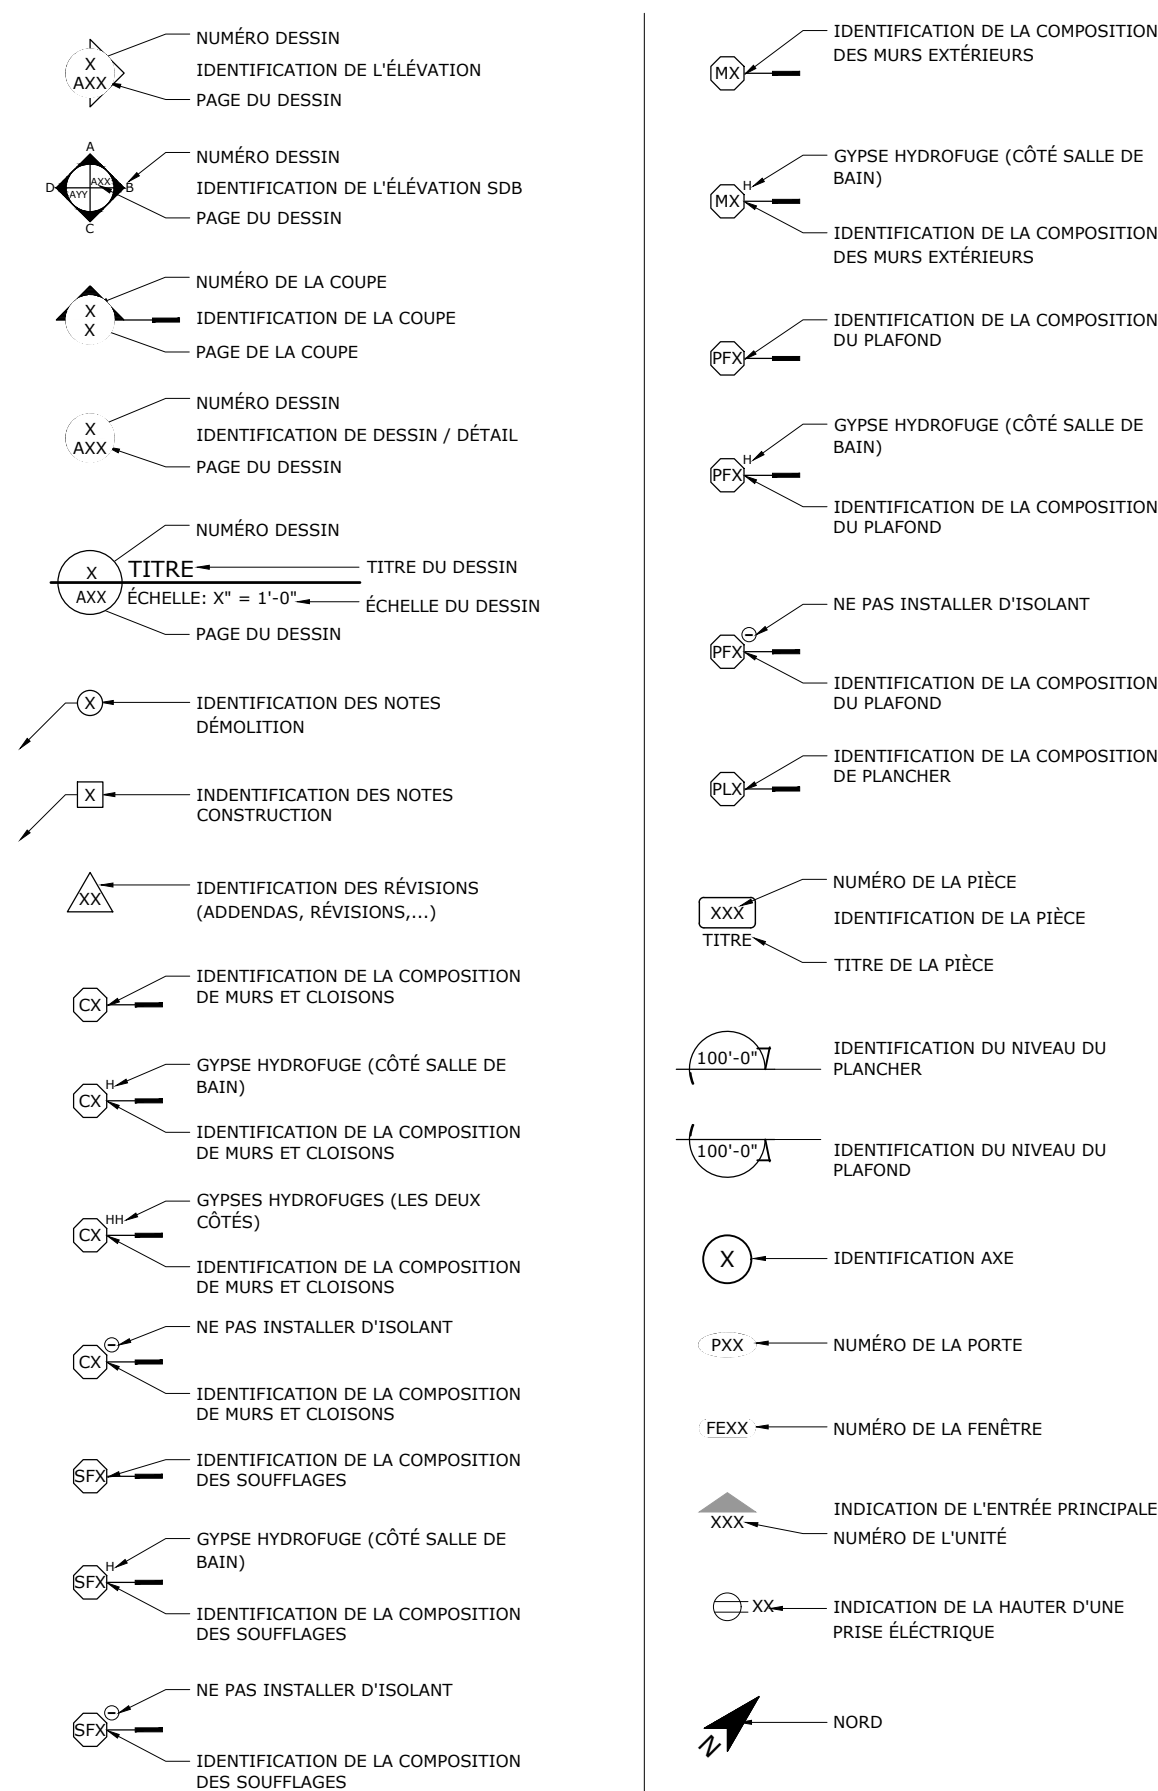 X
AXX
NUMÉRO DESSIN
IDENTIFICATION DE L'ÉLÉVATION
PAGE DU DESSIN
A
D
AXX
AYY
B
C
NUMÉRO DESSIN
IDENTIFICATION DE L'ÉLÉVATION SDB
PAGE DU DESSIN
X
X
NUMÉRO DE LA COUPE
IDENTIFICATION DE LA COUPE
PAGE DE LA COUPE
X
AXX
NUMÉRO DESSIN
IDENTIFICATION DE DESSIN / DÉTAIL
PAGE DU DESSIN
NUMÉRO DESSIN
X
TITRE
TITRE DU DESSIN
AXX
ÉCHELLE: X" = 1'-0"
ÉCHELLE DU DESSIN
PAGE DU DESSIN
X
IDENTIFICATION DES NOTES
DÉMOLITION
X
INDENTIFICATION DES NOTES
CONSTRUCTION
XX
IDENTIFICATION DES RÉVISIONS
(ADDENDAS, RÉVISIONS,...)
CX
IDENTIFICATION DE LA COMPOSITION
DE MURS ET CLOISONS
H
CX
GYPSE HYDROFUGE (CÔTÉ SALLE DE
BAIN)
IDENTIFICATION DE LA COMPOSITION
DE MURS ET CLOISONS
HH
CX
GYPSES HYDROFUGES (LES DEUX
CÔTÉS)
IDENTIFICATION DE LA COMPOSITION
DE MURS ET CLOISONS
CX
NE PAS INSTALLER D'ISOLANT
IDENTIFICATION DE LA COMPOSITION
DE MURS ET CLOISONS
SFX
IDENTIFICATION DE LA COMPOSITION
DES SOUFFLAGES
H
SFX
GYPSE HYDROFUGE (CÔTÉ SALLE DE
BAIN)
IDENTIFICATION DE LA COMPOSITION
DES SOUFFLAGES
SFX
NE PAS INSTALLER D'ISOLANT
IDENTIFICATION DE LA COMPOSITION
DES SOUFFLAGES
MX
IDENTIFICATION DE LA COMPOSITION
DES MURS EXTÉRIEURS
H
MX
GYPSE HYDROFUGE (CÔTÉ SALLE DE
BAIN)
IDENTIFICATION DE LA COMPOSITION
DES MURS EXTÉRIEURS
PFX
IDENTIFICATION DE LA COMPOSITION
DU PLAFOND
H
PFX
GYPSE HYDROFUGE (CÔTÉ SALLE DE
BAIN)
IDENTIFICATION DE LA COMPOSITION
DU PLAFOND
PFX
NE PAS INSTALLER D'ISOLANT
IDENTIFICATION DE LA COMPOSITION
DU PLAFOND
PLX
IDENTIFICATION DE LA COMPOSITION
DE PLANCHER
XXX
TITRE
NUMÉRO DE LA PIÈCE
IDENTIFICATION DE LA PIÈCE
TITRE DE LA PIÈCE
100'-0"
IDENTIFICATION DU NIVEAU DU
PLANCHER
100'-0"
IDENTIFICATION DU NIVEAU DU
PLAFOND
X
IDENTIFICATION AXE
PXX
NUMÉRO DE LA PORTE
FEXX
NUMÉRO DE LA FENÊTRE
XXX
INDICATION DE L'ENTRÉE PRINCIPALE
NUMÉRO DE L'UNITÉ
XX
INDICATION DE LA HAUTER D'UNE
PRISE ÉLÉCTRIQUE
N
NORD